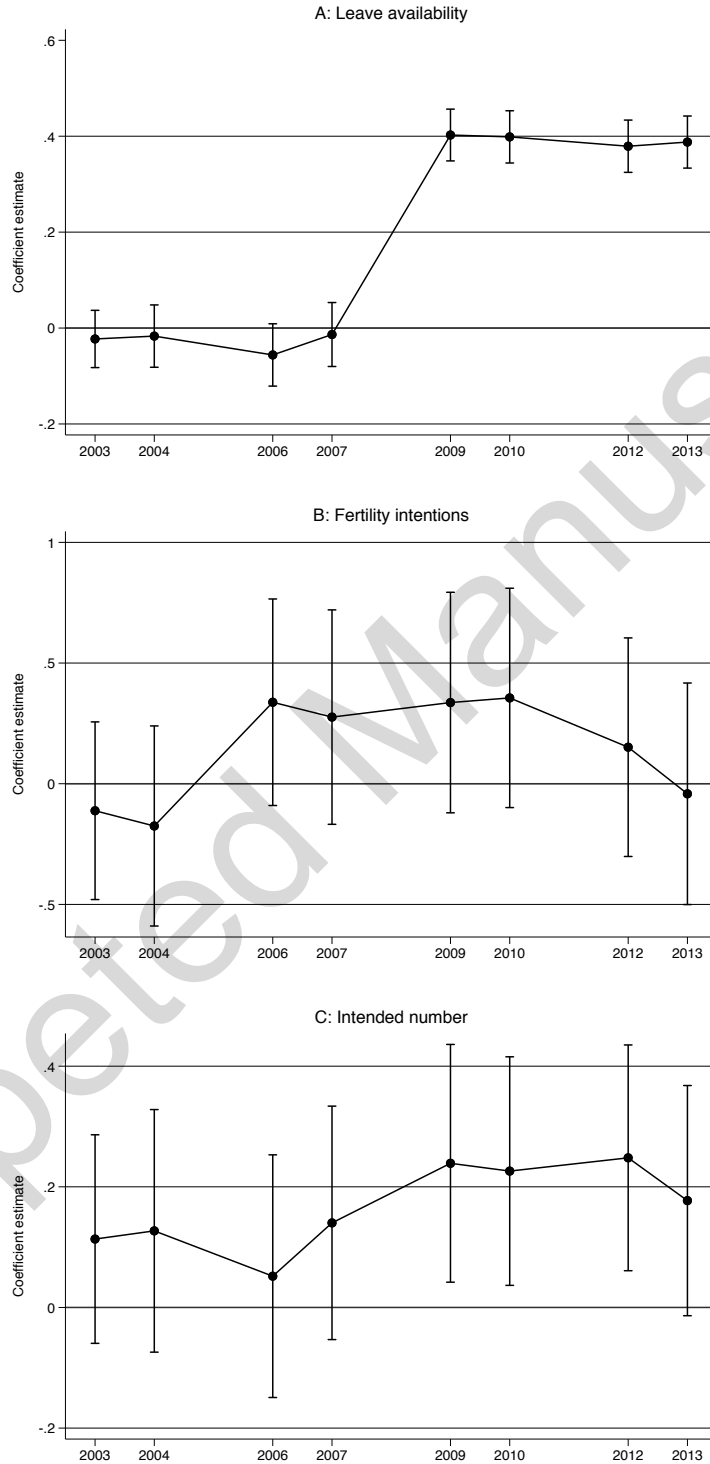 A: Leave availability
.6
.4
.2
0
-.2
Coefficient estimate
2003 2004 2006 2007 2009 2010 2012 2013
B: Fertility intentions
1
.5
0
-.5
Coefficient estimate
2003 2004 2006 2007 2009 2010 2012 2013
C: Intended number
.4
.2
0
-.2
Coefficient estimate
2003 2004 2006 2007 2009 2010 2012 2013
peted Manus